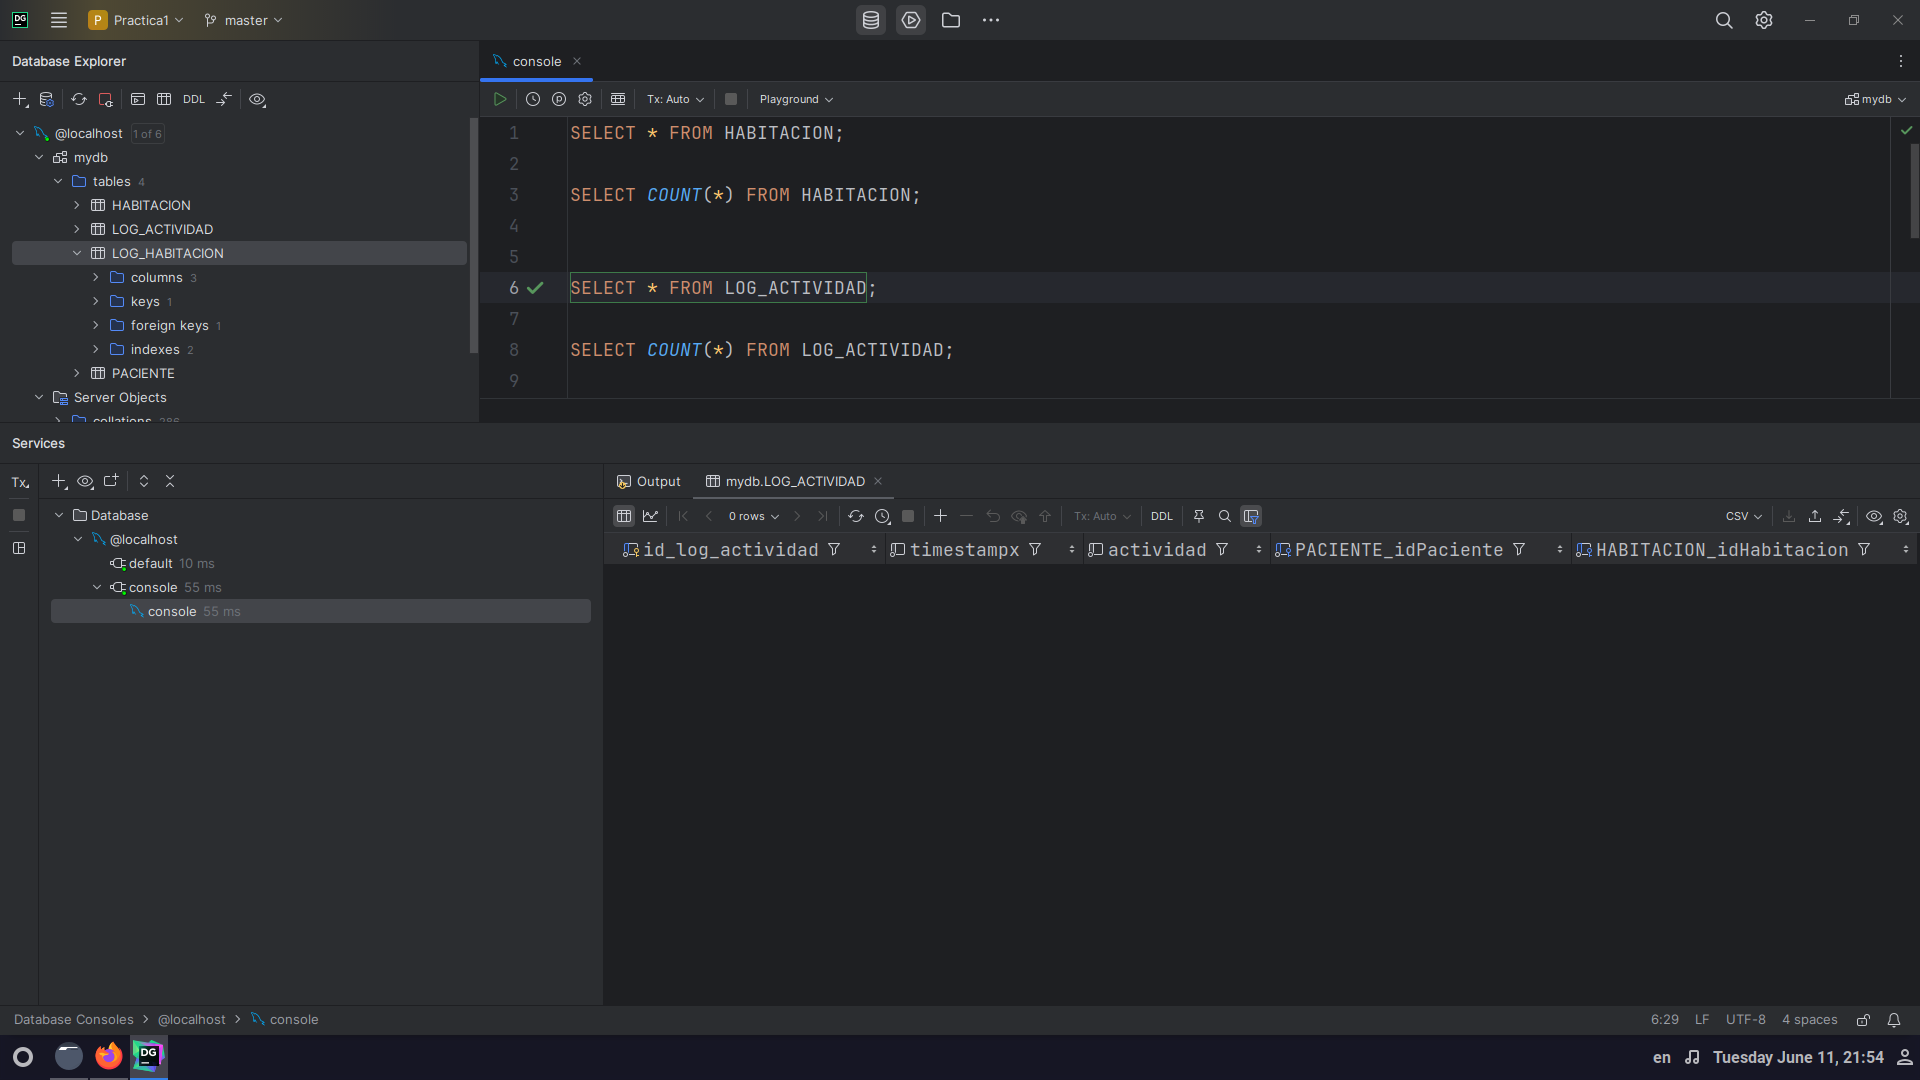 DG
P Practica1 master
Database Explorer
console
DDL
Tx: Auto Playground mydb
@localhost 1 of 6
mydb
tables 4
HABITACION
LOG_ACTIVIDAD
LOG_HABITACION
columns 3
keys 1
foreign keys 1
indexes 2
PACIENTE
Server Objects
collations 286
1 SELECT * FROM HABITACION;
2
3 SELECT COUNT(*) FROM HABITACION;
4
5
6 SELECT * FROM LOG_ACTIVIDAD;
7
8 SELECT COUNT(*) FROM LOG_ACTIVIDAD;
9
Services
Tx
Database
@localhost
default 10 ms
console 55 ms
console 55 ms
Output mydb.LOG_ACTIVIDAD
0 rows Tx: Auto DDL CSV
id_log_actividad timestampx actividad PACIENTE_idPaciente HABITACION_idHabitacion
Database Consoles @localhost console
6:29 LF UTF-8 4 spaces
DG
en Tuesday June 11, 21:54